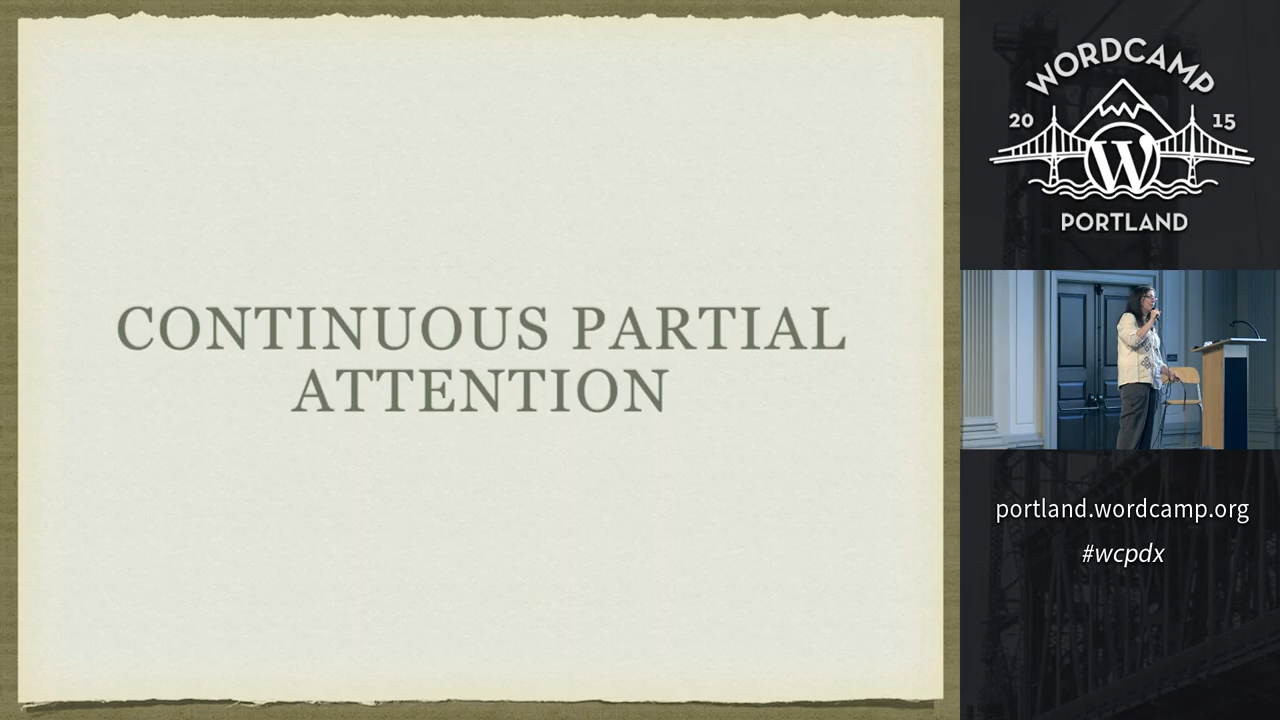 CONTINUOUS PARTIAL
ATTENTION
WORDCAMP
20 15
W
PORTLAND
portland.wordcamp.org
#wcpdx